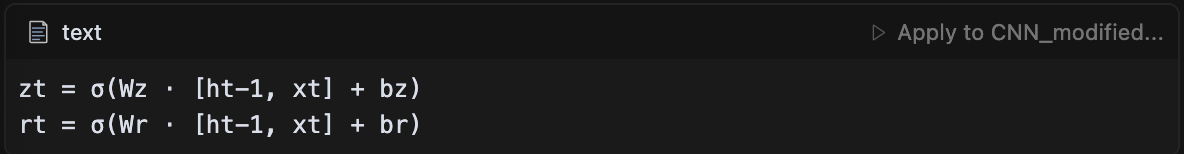 text
Apply to CNN_modified...
zt = σ(Wz · [ht-1, xt] + bz)
rt = σ(Wr · [ht-1, xt] + br)